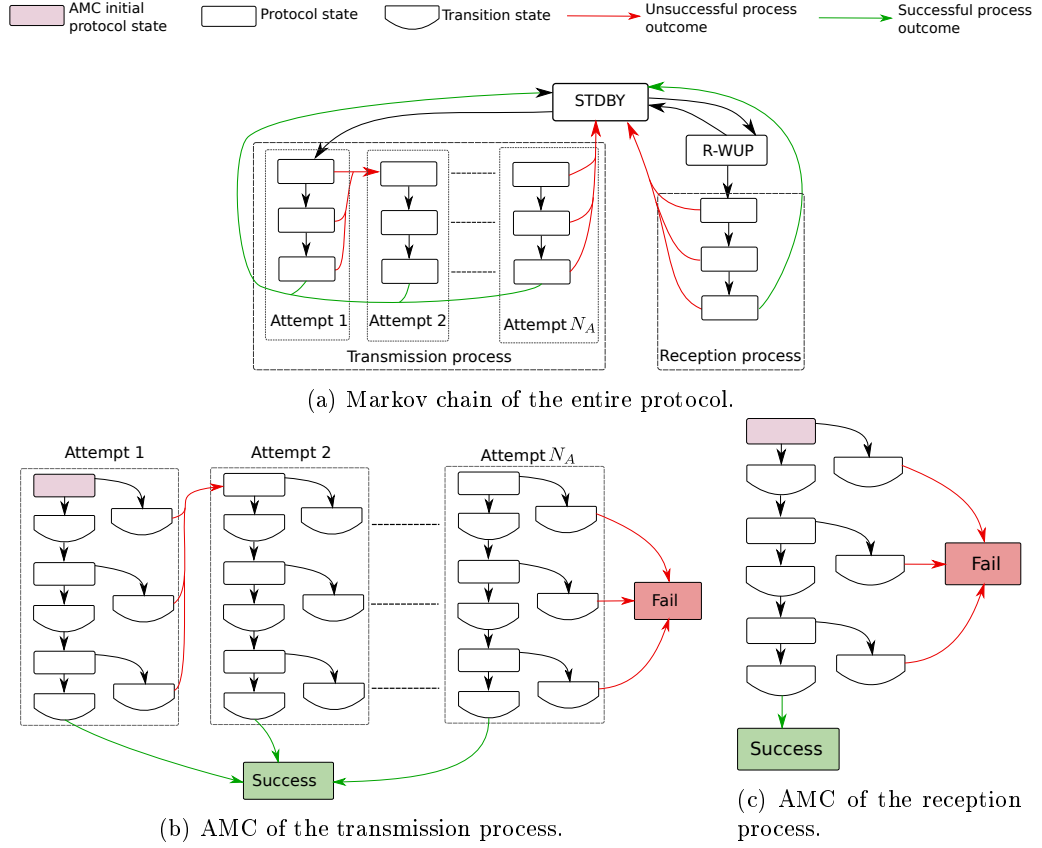 AMC initial
protocol state
Protocol state
Transition state
Unsuccessful process
outcome
Successful process
outcome
STDBY
R-WUP
Attempt 1
Attempt 2
Attempt N_A
Transmission process
Reception process
(a) Markov chain of the entire protocol.
Attempt 1
Attempt 2
Attempt N_A
Fail
Success
(b) AMC of the transmission process.
Fail
Success
(c) AMC of the reception
process.